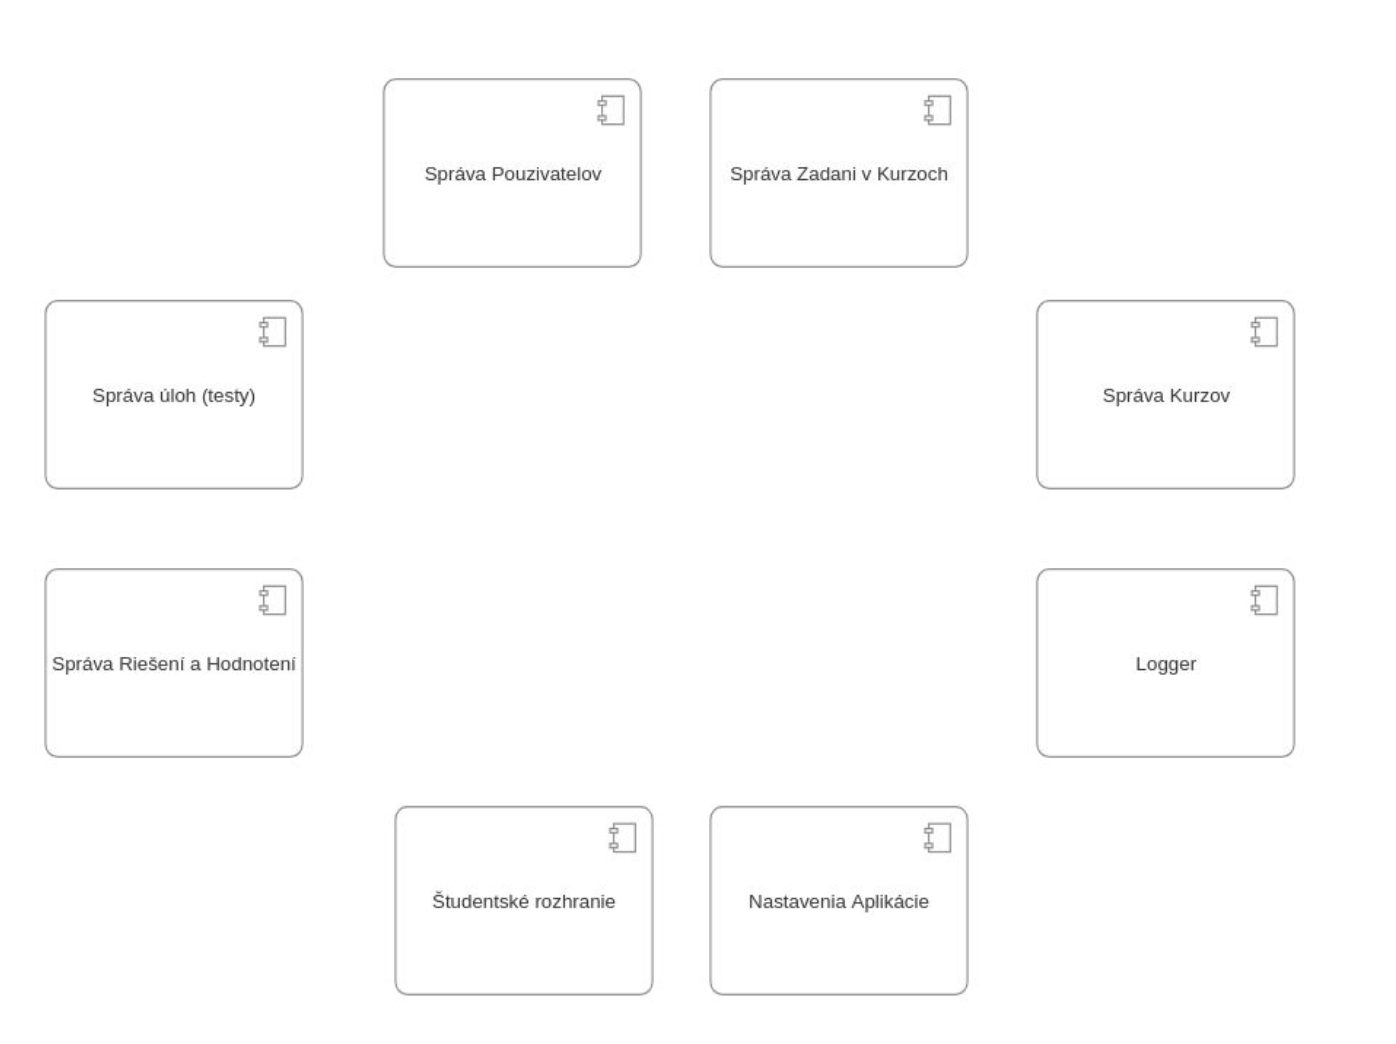 Správa Pouzivatelov
Správa Zadani v Kurzoch
Správa úloh (testy)
Správa Kurzov
Správa Riešení a Hodnotení
Logger
Študentské rozhranie
Nastavenia Aplikácie